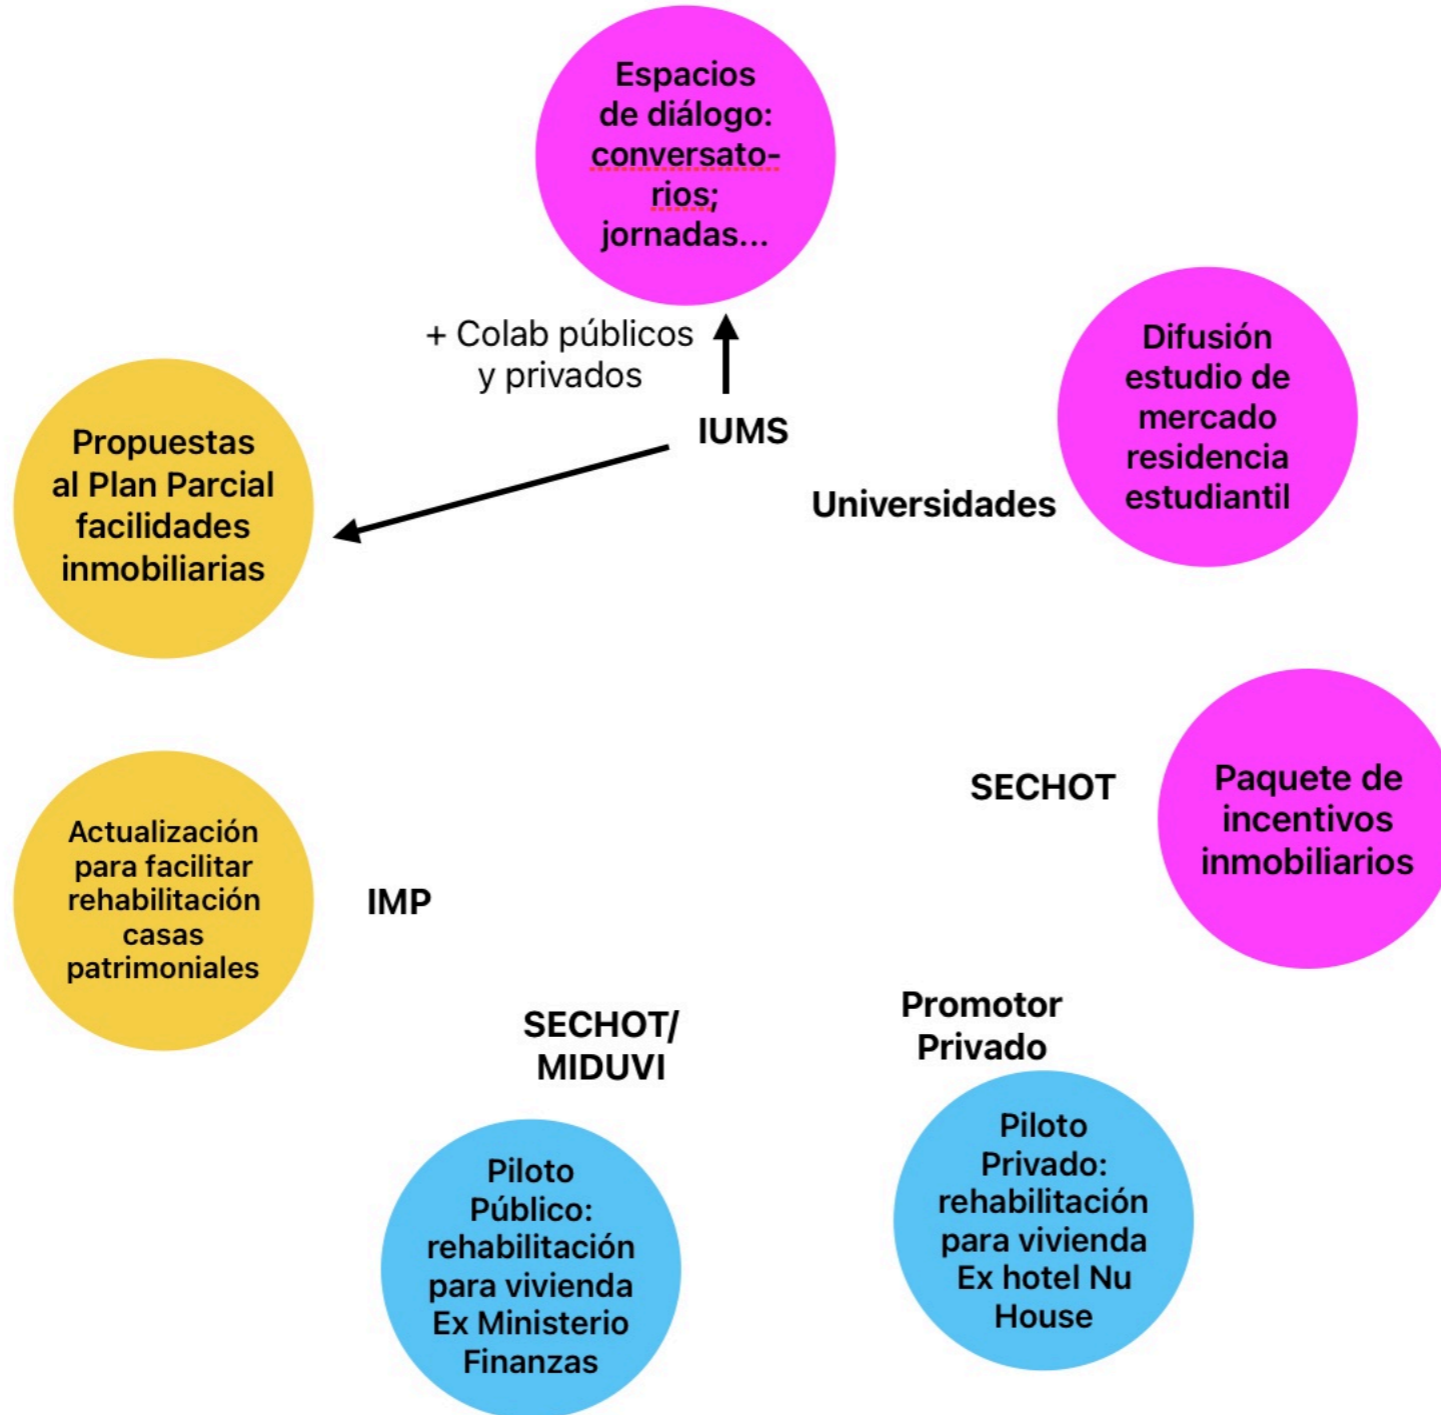 Espacios
de diálogo:
conversato-
rios;
jornadas...
+ Colab públicos
y privados
IUMS
Difusión
estudio de
mercado
residencia
estudiantil
Universidades
Propuestas
al Plan Parcial
facilidades
inmobiliarias
SECHOT
Paquete de
incentivos
inmobiliarios
Actualización
para facilitar
rehabilitación
casas
patrimoniales
IMP
SECHOT/
MIDUVI
Promotor
Privado
Piloto
Público:
rehabilitación
para vivienda
Ex Ministerio
Finanzas
Piloto
Privado:
rehabilitación
para vivienda
Ex hotel Nu
House